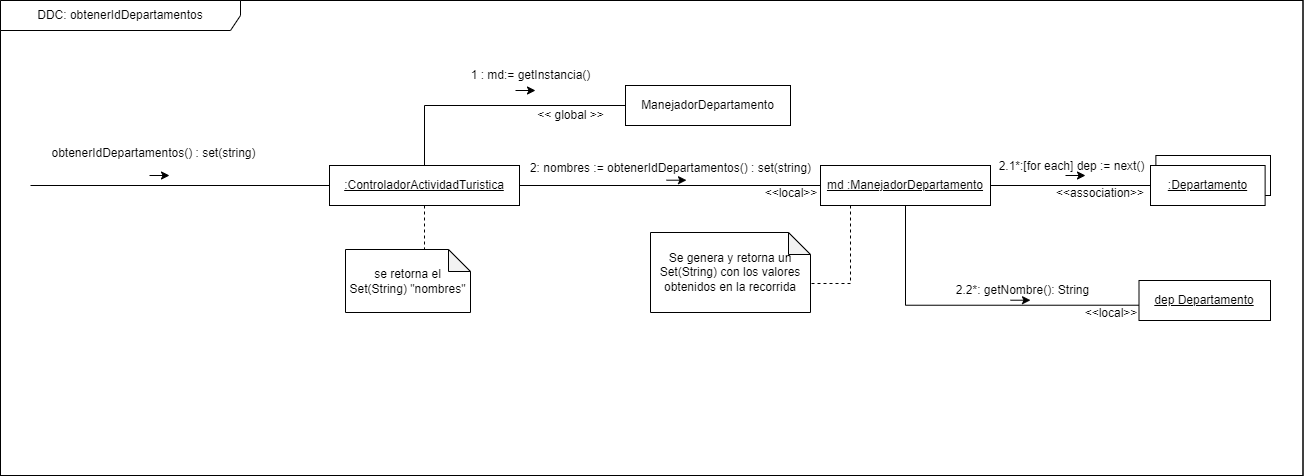 DDC: obtenerIdDepartamentos
1 : md:= getInstancia()
ManejadorDepartamento
<< global >>
obtenerIdDepartamentos() : set(string)
:ControladorActividadTuristica
2: nombres := obtenerIdDepartamentos() : set(string)
<<local>>
md :ManejadorDepartamento
2.1*:[for each] dep := next()
<<association>>
:Departamento
se retorna el
Set(String) "nombres"
Se genera y retorna un
Set(String) con los valores
obtenidos en la recorrida
2.2*: getNombre(): String
<<local>>
dep Departamento